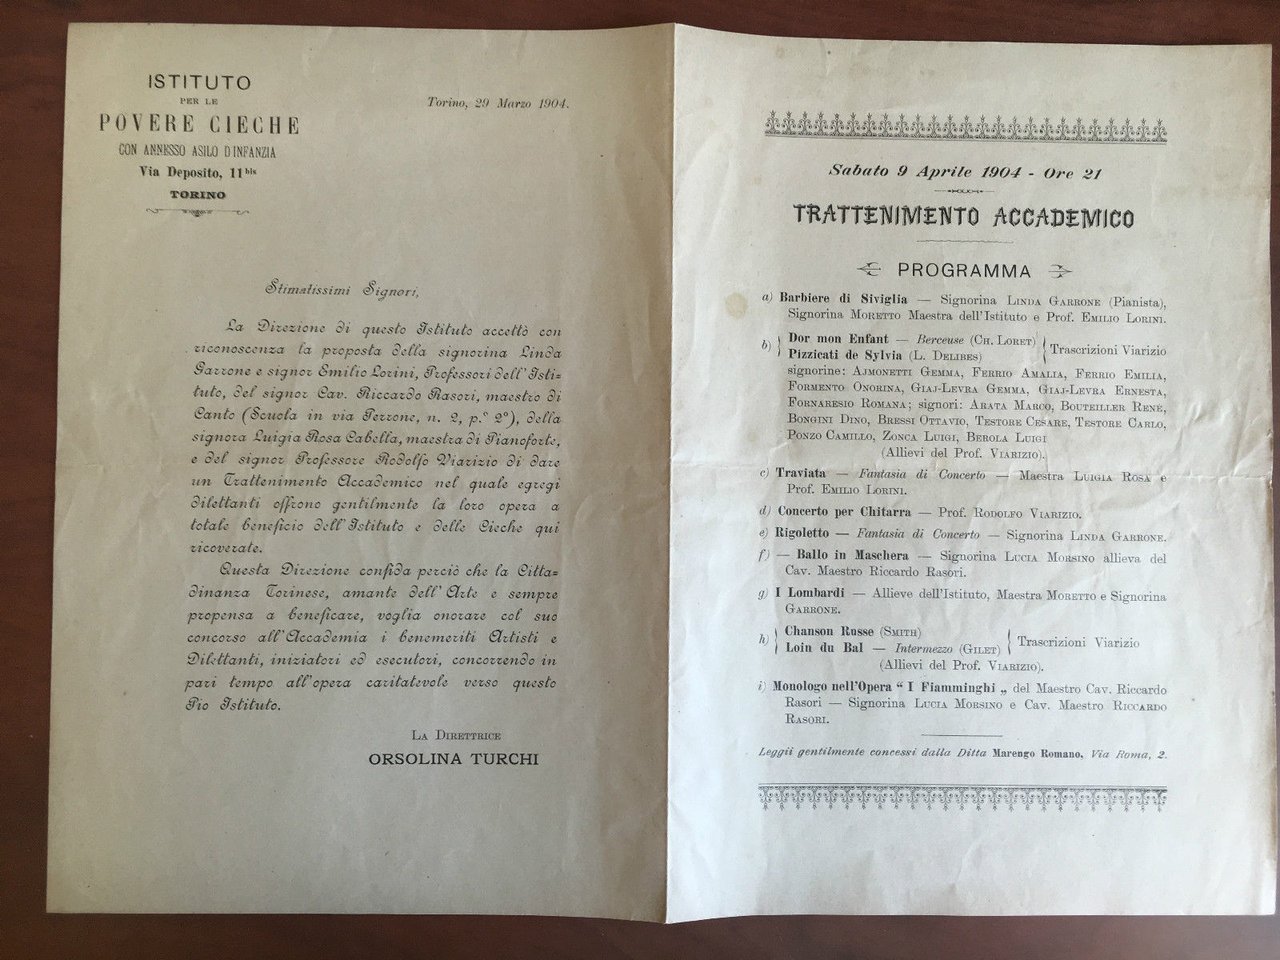 ISTITUTO
PER LE
POVERE CIECHE
CON ANNESSO ASILO D'INFANZIA
Via Deposito, 11 bis
TORINO
Torino, 29 Marzo 1904.
Stimatissimi Signori,
La Direzione di questo Istituto accettò con
riconoscenza la proposta della signorina Linda
Garrone e signor Emilio Lorini, Professori dell'Isti=
tuto, del signor Cav. Riccardo Rasori, maestro di
Canto (Scuola in via Perrone, n. 2, p.º 2º), della
signora Luigia Rosa Cabella, maestra di Pianoforte,
e del signor Professore Rodolfo Viarizio di dare
un Trattenimento Accademico nel quale egregi
dilettanti offrono gentilmente la loro opera a
totale beneficio dell'Istituto e delle Cieche qui
ricoverate.
Questa Direzione confida perciò che la Citta=
dinanza Torinese, amante dell'Arte e sempre
propensa a beneficare, voglia onorare col suo
concorso all'Accademia i benemeriti Artisti e
Dilettanti, iniziatori ed esecutori, concorrendo in
pari tempo all'opera caritatevole verso questo
Pio Istituto.
LA DIRETTRICE
ORSOLINA TURCHI
Sabato 9 Aprile 1904 - Ore 21
TRATTENIMENTO ACCADEMICO
PROGRAMMA
a) Barbiere di Siviglia — Signorina LINDA GARRONE (Pianista),
Signorina MORETTO Maestra dell'Istituto e Prof. EMILIO LORINI.
b) Dor mon Enfant — Berceuse (CH. LORET)
Pizzicati de Sylvia (L. DELIBES) Trascrizioni Viarizio
signorine: AJMONETTI GEMMA, FERRIO AMALIA, FERRIO EMILIA,
FORMENTO ONORINA, GIAJ-LEVRA GEMMA, GIAJ-LEVRA ERNESTA,
FORNARESIO ROMANA; signori: ARATA MARCO, BOUTEILLER RENÉ,
BONGINI DINO, BRESSI OTTAVIO, TESTORE CESARE, TESTORE CARLO,
PONZO CAMILLO, ZONCA LUIGI, BEROLA LUIGI
(Allievi del Prof. VIARIZIO).
c) Traviata — Fantasia di Concerto — Maestra LUIGIA ROSA e
Prof. EMILIO LORINI.
d) Concerto per Chitarra — Prof. RODOLFO VIARIZIO.
e) Rigoletto — Fantasia di Concerto — Signorina LINDA GARRONE.
f) — Ballo in Maschera — Signorina LUCIA MORSINO allieva del
Cav. Maestro Riccardo RASORI.
g) I Lombardi — Allieve dell'Istituto, Maestra MORETTO e Signorina
GARRONE.
h) Chanson Russe (SMITH)
Loin du Bal — Intermezzo (GILET) Trascrizioni Viarizio
(Allievi del Prof. VIARIZIO).
i) Monologo nell'Opera “ I Fiamminghi „ del Maestro Cav. Riccardo
Rasori — Signorina LUCIA MORSINO e Cav. Maestro RICCARDO
RASORI.
Leggii gentilmente concessi dalla Ditta Marengo Romano, Via Roma, 2.